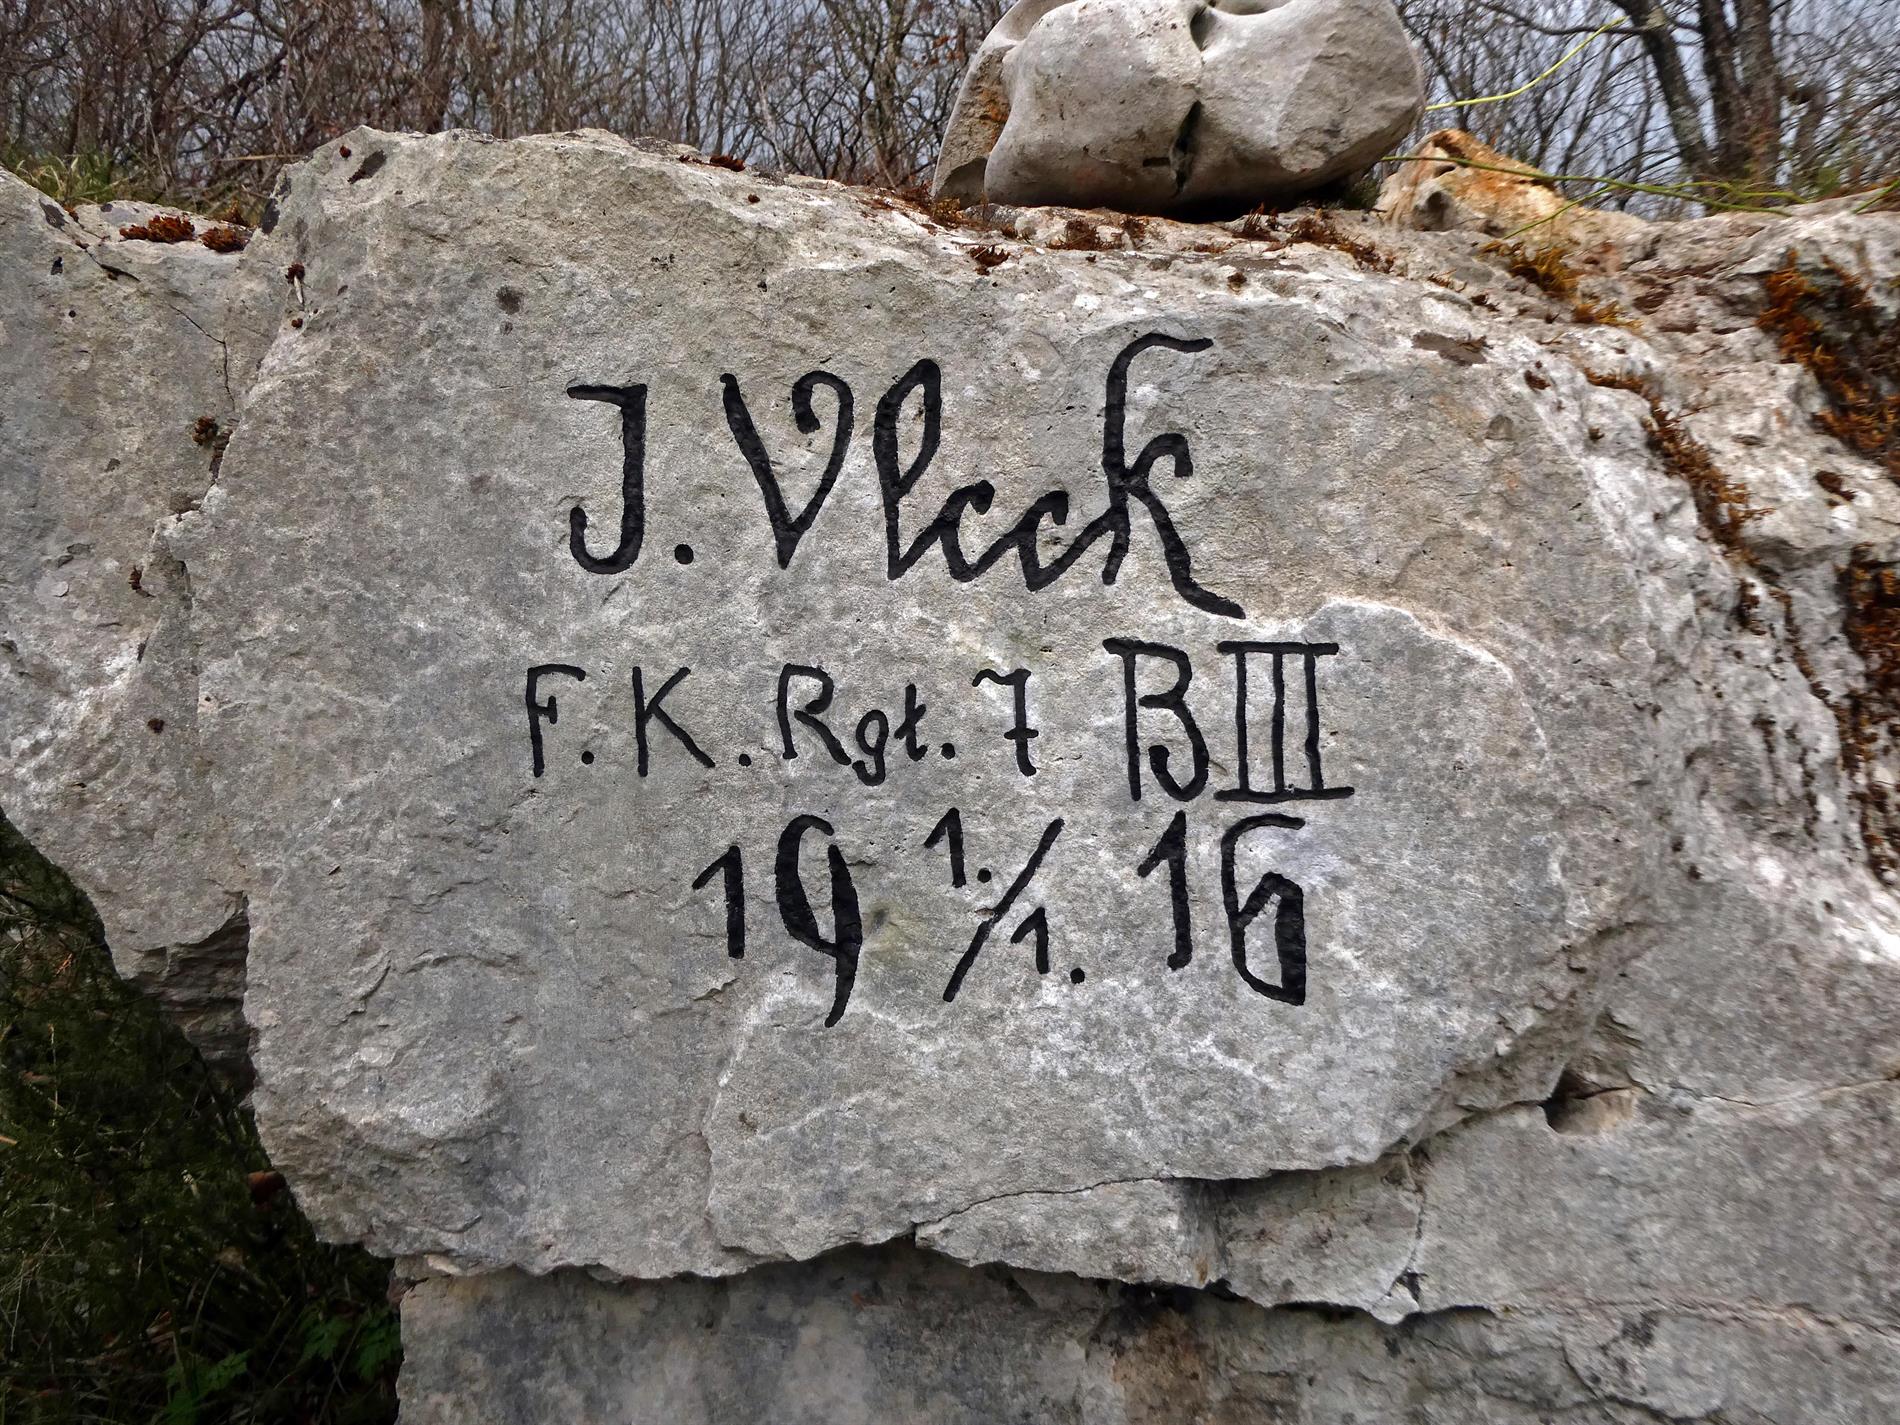 J. Vlcek
F. K. Rgt. 7 B III
19 1./1. 16